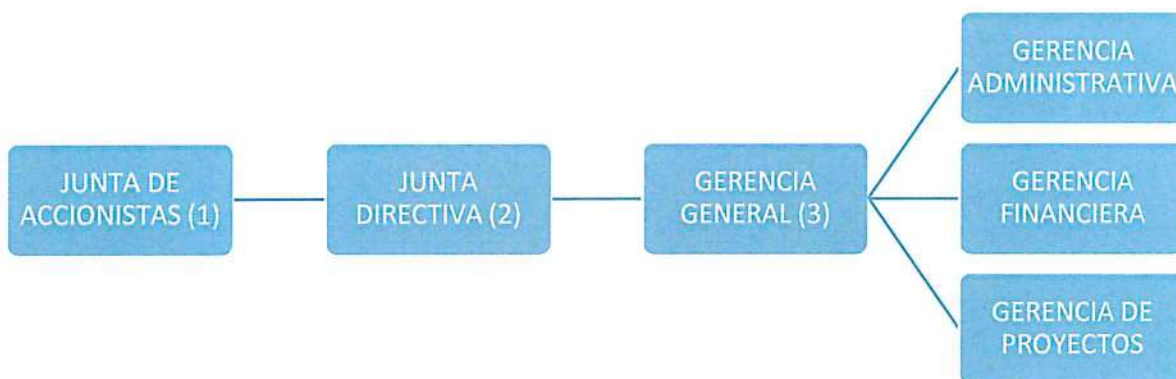 JUNTA DE
ACCIONISTAS (1)
JUNTA
DIRECTIVA (2)
GERENCIA
GENERAL (3)
GERENCIA
ADMINISTRATIVA
GERENCIA
FINANCIERA
GERENCIA DE
PROYECTOS